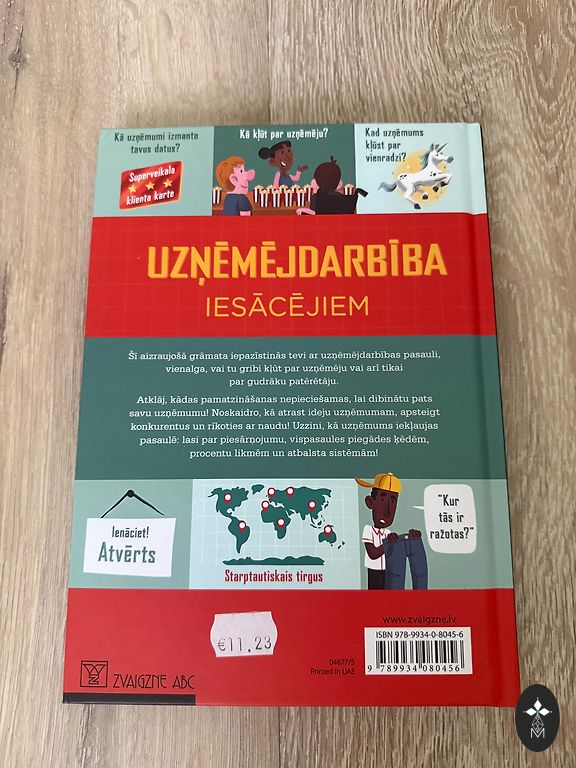 Kā uzņēmumi izmanto
tavus datus?
Superveikala
klienta karte
Kā kļūt par uzņēmēju?
Kad uzņēmums
kļūst par
vienradzi?
UZŅĒMĒJDARBĪBA
IESĀCĒJIEM
Šī aizraujošā grāmata iepazīstinās tevi ar uzņēmējdarbības pasauli,
vienalga, vai tu gribi kļūt par uzņēmēju vai arī tikai
par gudrāku patērētāju.
Atklāj, kādas pamatzināšanas nepieciešamas, lai dibinātu pats
savu uzņēmumu! Noskaidro, kā atrast ideju uzņēmumam, apsteigt
konkurentus un rīkoties ar naudu! Uzzini, kā uzņēmums iekļaujas
pasaulē: lasi par piesārņojumu, vispasaules piegādes ķēdēm,
procentu likmēm un atbalsta sistēmām!
Ienāciet!
Atvērts
Starptautiskais tirgus
"Kur
tās ir
ražotas?"
€11.23
04677/5
Printed in UAE
www.zvaigzne.lv
ISBN 978-9934-0-8045-6
9 789934 080456
ZVAIGZNE ABC
M